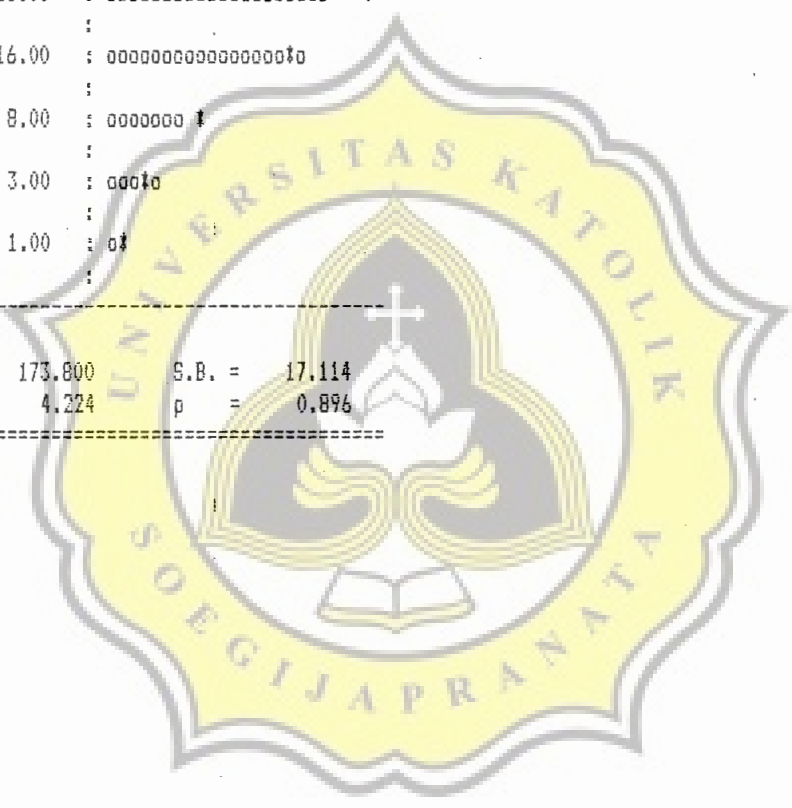 :
16.00 : ooooooooooooooooo*o
:
8.00 : ooooooo *
:
3.00 : ooo*o
:
1.00 : o*
:
------------------------------------------
173.800 S.B. = 17.114
4.224 p = 0.896
==========================================
UNIVERSITAS KATOLIK
SOEGIJAPRANATA